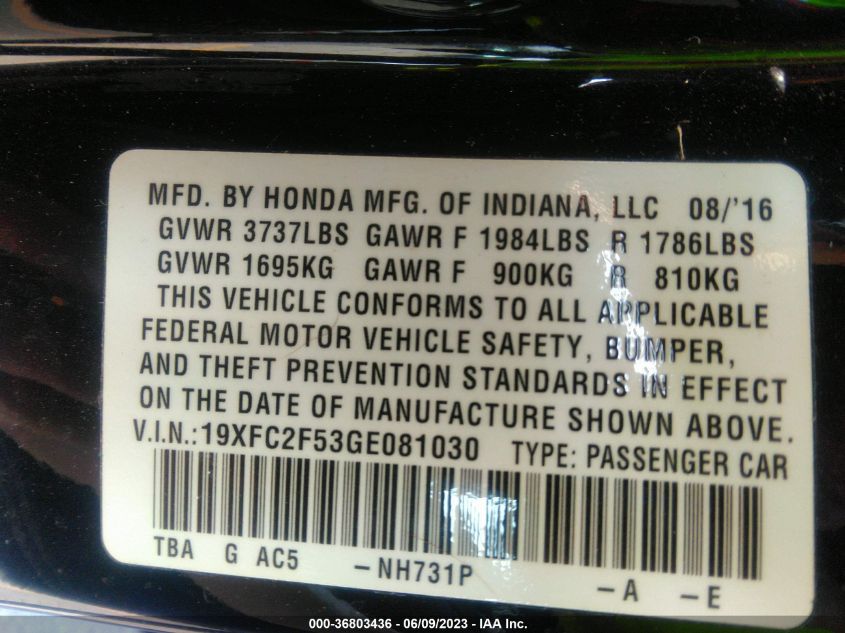 MFD. BY HONDA MFG. OF INDIANA, LLC 08/'16
GVWR 3737LBS GAWR F 1984LBS R 1786LBS
GVWR 1695KG GAWR F 900KG R 810KG
THIS VEHICLE CONFORMS TO ALL APPLICABLE
FEDERAL MOTOR VEHICLE SAFETY, BUMPER,
AND THEFT PREVENTION STANDARDS IN EFFECT
ON THE DATE OF MANUFACTURE SHOWN ABOVE.
V.I.N.:19XFC2F53GE081030 TYPE: PASSENGER CAR
TBA G AC5 -NH731P -A -E
000-36803436 - 06/09/2023 - IAA Inc.